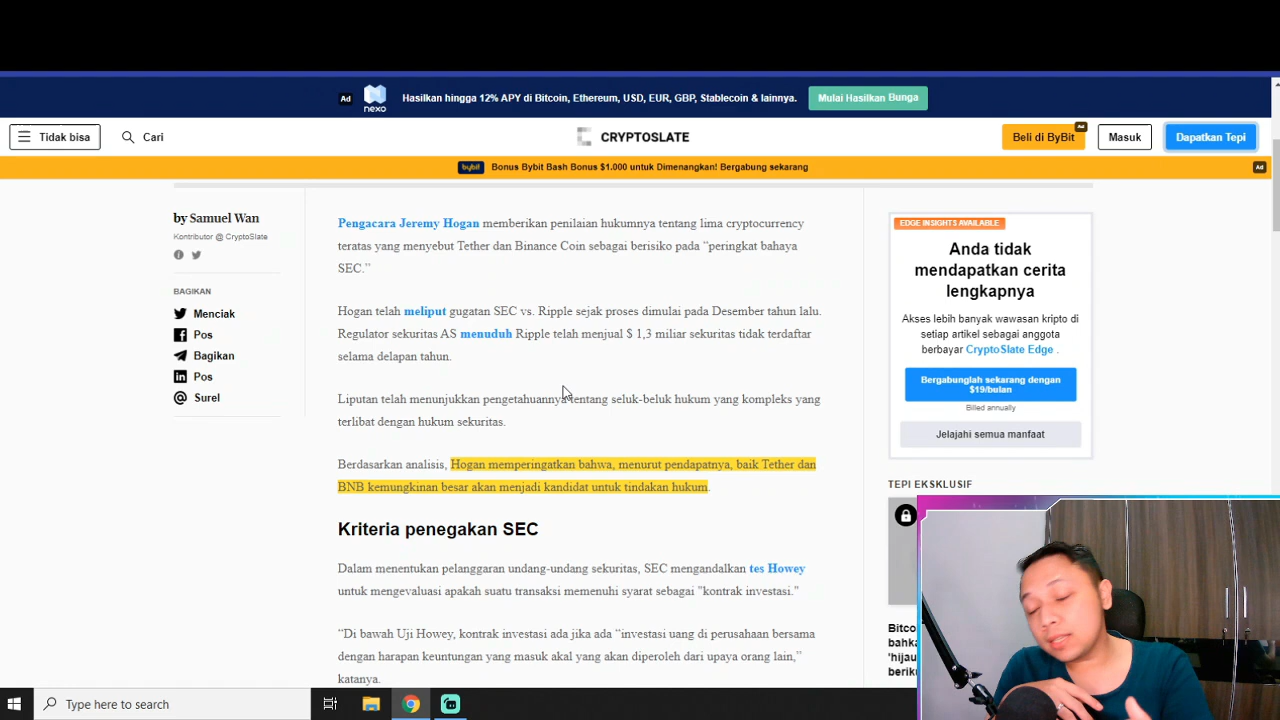 Ad
nexo
Hasilkan hingga 12% APY di Bitcoin, Ethereum, USD, EUR, GBP, Stablecoin & lainnya.
Mulai Hasilkan Bunga
Tidak bisa
Cari
CRYPTOSLATE
Beli di ByBit
Ad
Masuk
Dapatkan Tepi
bybit
Bonus Bybit Bash Bonus $1.000 untuk Dimenangkan! Bergabung sekarang
Ad
by Samuel Wan
Kontributor @ CryptoSlate
BAGIKAN
Menciak
Pos
Bagikan
Pos
Surel
Pengacara Jeremy Hogan memberikan penilaian hukumnya tentang lima cryptocurrency
teratas yang menyebut Tether dan Binance Coin sebagai berisiko pada “peringkat bahaya
SEC.”
Hogan telah meliput gugatan SEC vs. Ripple sejak proses dimulai pada Desember tahun lalu.
Regulator sekuritas AS menuduh Ripple telah menjual $ 1,3 miliar sekuritas tidak terdaftar
selama delapan tahun.
Liputan telah menunjukkan pengetahuannya tentang seluk-beluk hukum yang kompleks yang
terlibat dengan hukum sekuritas.
Berdasarkan analisis, Hogan memperingatkan bahwa, menurut pendapatnya, baik Tether dan
BNB kemungkinan besar akan menjadi kandidat untuk tindakan hukum.
Kriteria penegakan SEC
Dalam menentukan pelanggaran undang-undang sekuritas, SEC mengandalkan tes Howey
untuk mengevaluasi apakah suatu transaksi memenuhi syarat sebagai "kontrak investasi."
“Di bawah Uji Howey, kontrak investasi ada jika ada “investasi uang di perusahaan bersama
dengan harapan keuntungan yang masuk akal yang akan diperoleh dari upaya orang lain,”
katanya.
EDGE INSIGHTS AVAILABLE
Anda tidak
mendapatkan cerita
lengkapnya
Akses lebih banyak wawasan kripto di
setiap artikel sebagai anggota
berbayar CryptoSlate Edge .
Bergabunglah sekarang dengan
$19/bulan
Billed annually
Jelajahi semua manfaat
TEPI EKSKLUSIF
Type here to search